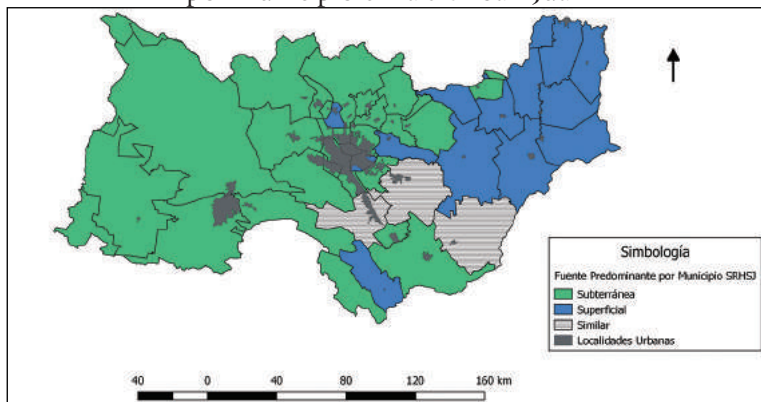 Simbología
Fuente Predominante por Municipio SRHSJ
Subterránea
Superficial
Similar
Localidades Urbanas
40 0 40 80 120 160 km